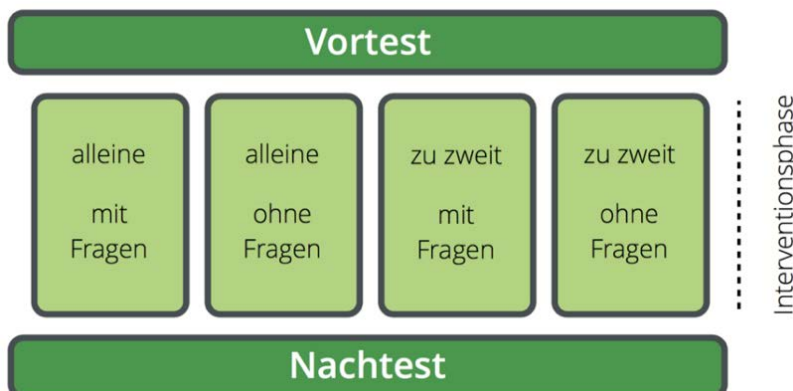 Vortest
alleine
mit
Fragen
alleine
ohne
Fragen
zu zweit
mit
Fragen
zu zweit
ohne
Fragen
Interventionsphase
Nachtest